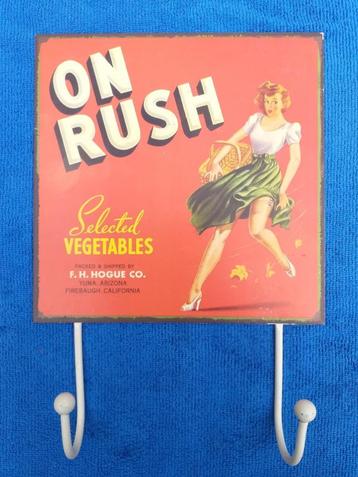 ON
RUSH
Selected
VEGETABLES
PACKED & SHIPPED BY
F. H. HOGUE CO.
YUMA, ARIZONA
FIREBAUGH, CALIFORNIA